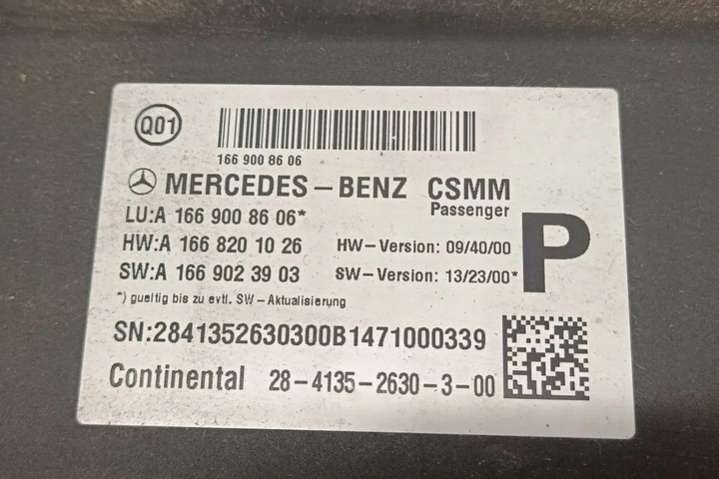 Q01
166 900 86 06
MERCEDES-BENZ CSMM
Passenger
LU:A 166 900 86 06*
HW:A 166 820 10 26 HW-Version: 09/40/00
SW:A 166 902 39 03 SW-Version: 13/23/00*
P
*) gueltig bis zu evtl. SW-Aktualisierung
SN:2841352630300B1471000339
Continental 28-4135-2630-3-00